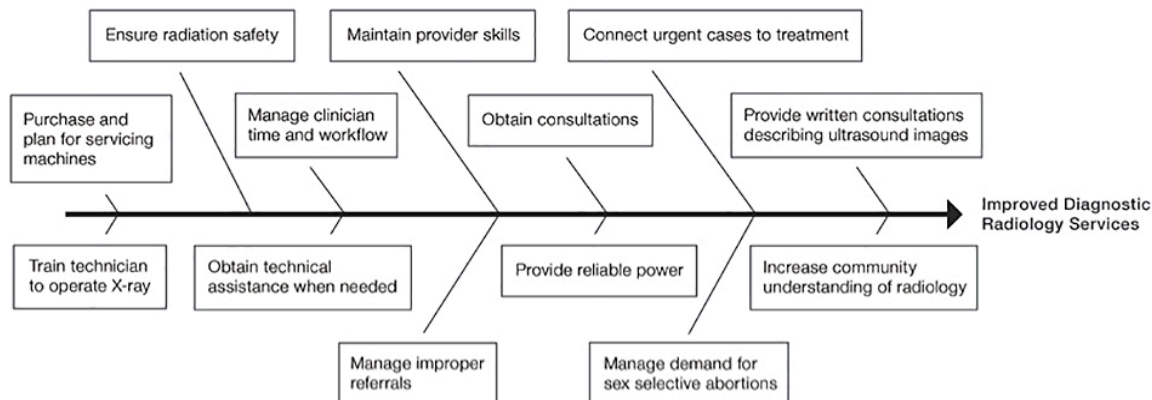 Ensure radiation safety
Maintain provider skills
Connect urgent cases to treatment
Purchase and
plan for servicing
machines
Manage clinician
time and workflow
Obtain consultations
Provide written consultations
describing ultrasound images
Improved Diagnostic
Radiology Services
Train technician
to operate X-ray
Obtain technical
assistance when needed
Provide reliable power
Increase community
understanding of radiology
Manage improper
referrals
Manage demand for
sex selective abortions